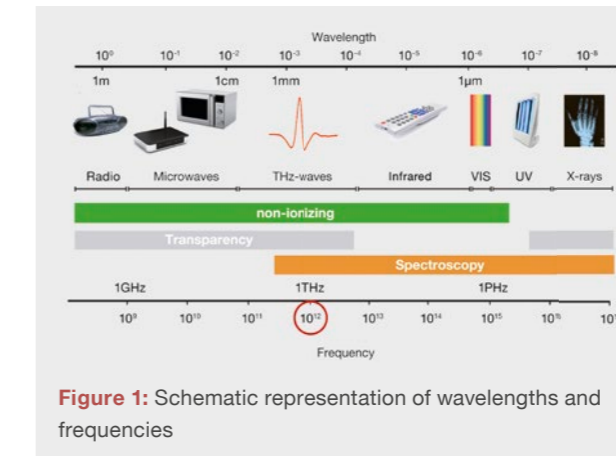 Wavelength
10⁰ 10⁻¹ 10⁻² 10⁻³ 10⁻⁴ 10⁻⁵ 10⁻⁶ 10⁻⁷ 10⁻⁸
1m 1cm 1mm 1μm
Radio Microwaves THz-waves Infrared VIS UV X-rays
non-ionizing
Transparency
Spectroscopy
1GHz 1THz 1PHz
10⁹ 10¹⁰ 10¹¹ 10¹² 10¹³ 10¹⁴ 10¹⁵ 10¹⁶
Frequency
Figure 1: Schematic representation of wavelengths and
frequencies